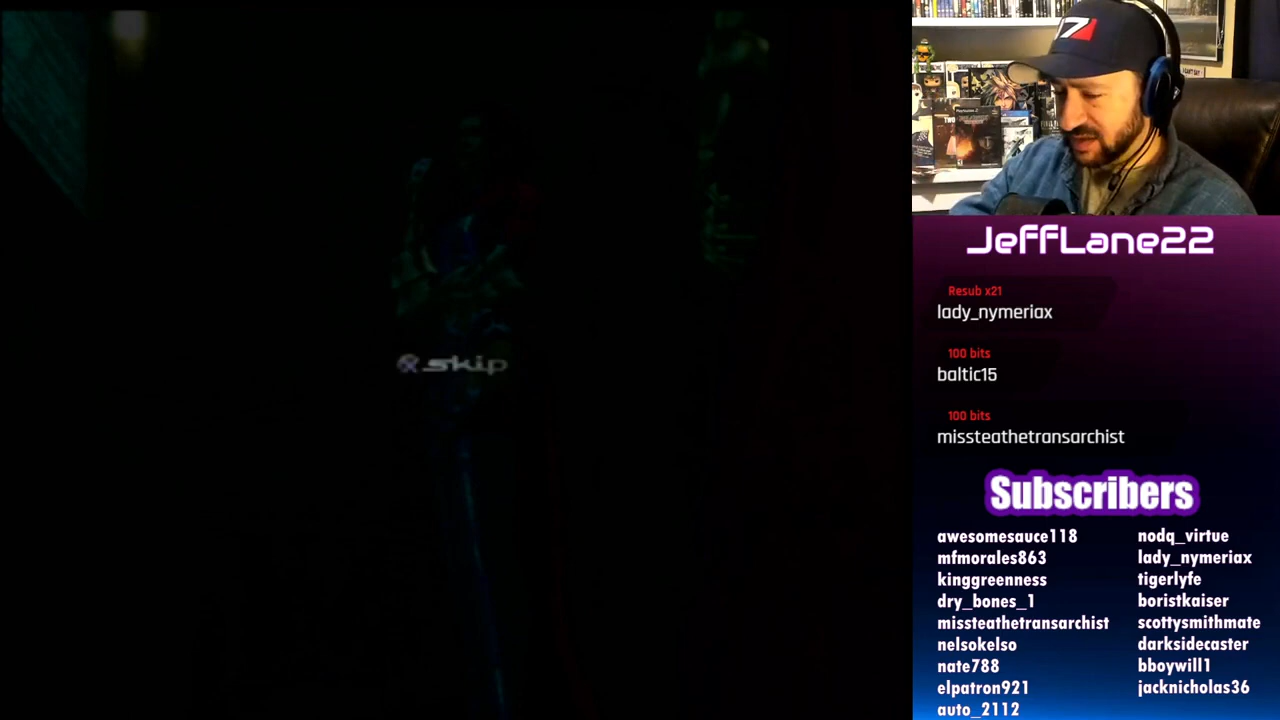 skip
7
JeffLane22
Resub x21
lady_nymeriax
100 bits
baltic15
100 bits
missteathetransarchist
Subscribers
awesomesauce118
mfmorales863
kinggreenness
dry_bones_1
missteathetransarchist
nelsokelso
nate788
elpatron921
auto_2112
nodq_virtue
lady_nymeriax
tigerlyfe
boristkaiser
scottysmithmate
darksidecaster
bboywill1
jacknicholas36